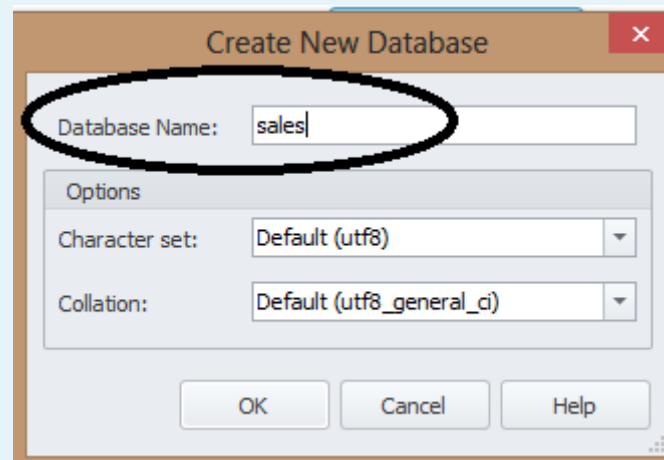 Create New Database
Database Name: sales
Options
Character set: Default (utf8)
Collation: Default (utf8_general_ci)
OK Cancel Help